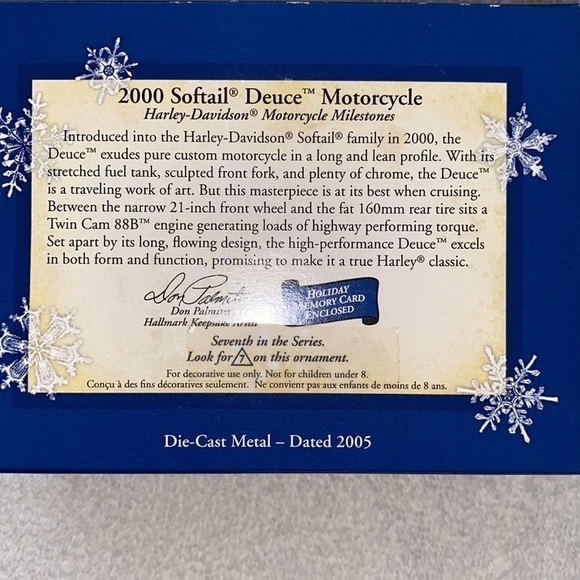 2000 Softail® Deuce™ Motorcycle
Harley-Davidson® Motorcycle Milestones
Introduced into the Harley-Davidson® Softail® family in 2000, the
Deuce™ exudes pure custom motorcycle in a long and lean profile. With its
stretched fuel tank, sculpted front fork, and plenty of chrome, the Deuce™
is a traveling work of art. But this masterpiece is at its best when cruising.
Between the narrow 21-inch front wheel and the fat 160mm rear tire sits a
Twin Cam 88B™ engine generating loads of highway performing torque.
Set apart by its long, flowing design, the high-performance Deuce™ excels
in both form and function, promising to make it a true Harley® classic.
Don Palmiter
Don Palmiter
Hallmark Keepsake Artist
HOLIDAY
MEMORY CARD
ENCLOSED
Seventh in the Series.
Look for 7 on this ornament.
For decorative use only. Not for children under 8.
Conçu à des fins décoratives seulement. Ne convient pas aux enfants de moins de 8 ans.
Die-Cast Metal – Dated 2005